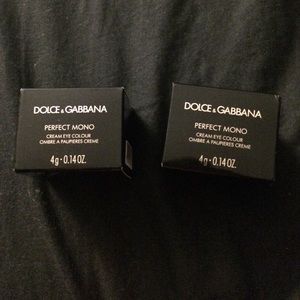 DOLCE & GABBANA
PERFECT MONO
CREAM EYE COLOUR
OMBRE A PAUPIERES CREME
4g - 0.14 OZ.
DOLCE & GABBANA
PERFECT MONO
CREAM EYE COLOUR
OMBRE A PAUPIERES CREME
4g - 0.14 OZ.